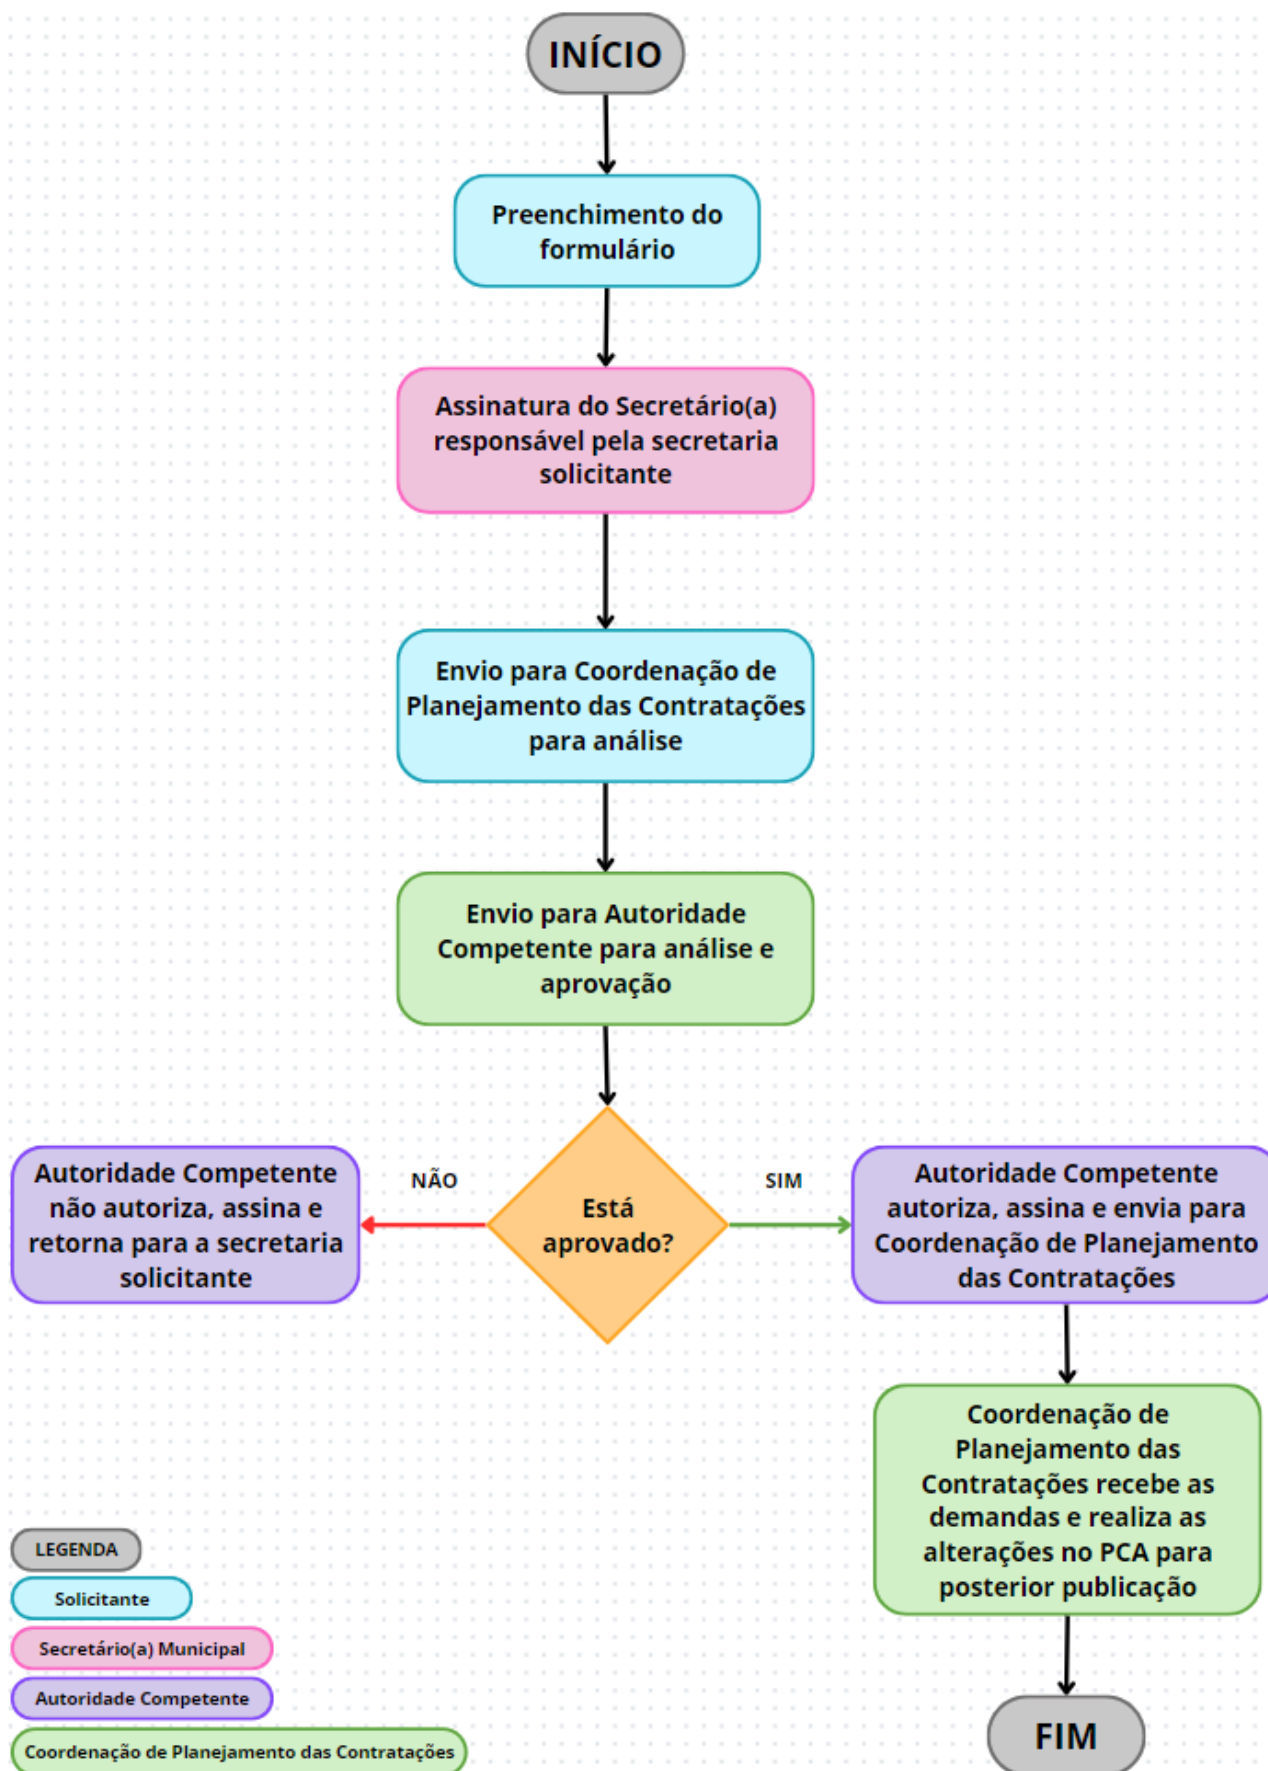 INÍCIO
Preenchimento do
formulário
Assinatura do Secretário(a)
responsável pela secretaria
solicitante
Envio para Coordenação de
Planejamento das Contratações
para análise
Envio para Autoridade
Competente para análise e
aprovação
Está
aprovado?
NÃO
Autoridade Competente
não autoriza, assina e
retorna para a secretaria
solicitante
SIM
Autoridade Competente
autoriza, assina e envia para
Coordenação de Planejamento
das Contratações
Coordenação de
Planejamento das
Contratações recebe as
demandas e realiza as
alterações no PCA para
posterior publicação
FIM
LEGENDA
Solicitante
Secretário(a) Municipal
Autoridade Competente
Coordenação de Planejamento das Contratações